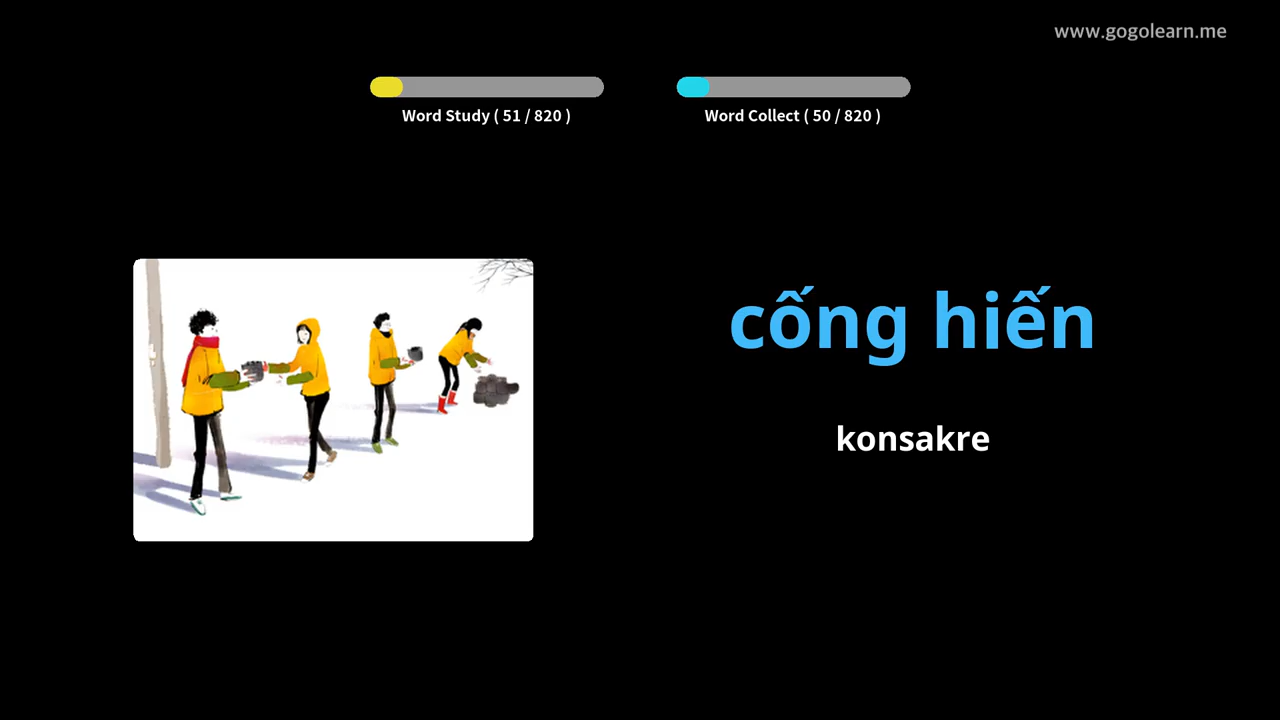 www.gogolearn.me
Word Study ( 51 / 820 )
Word Collect ( 50 / 820 )
cống hiến
konsakre